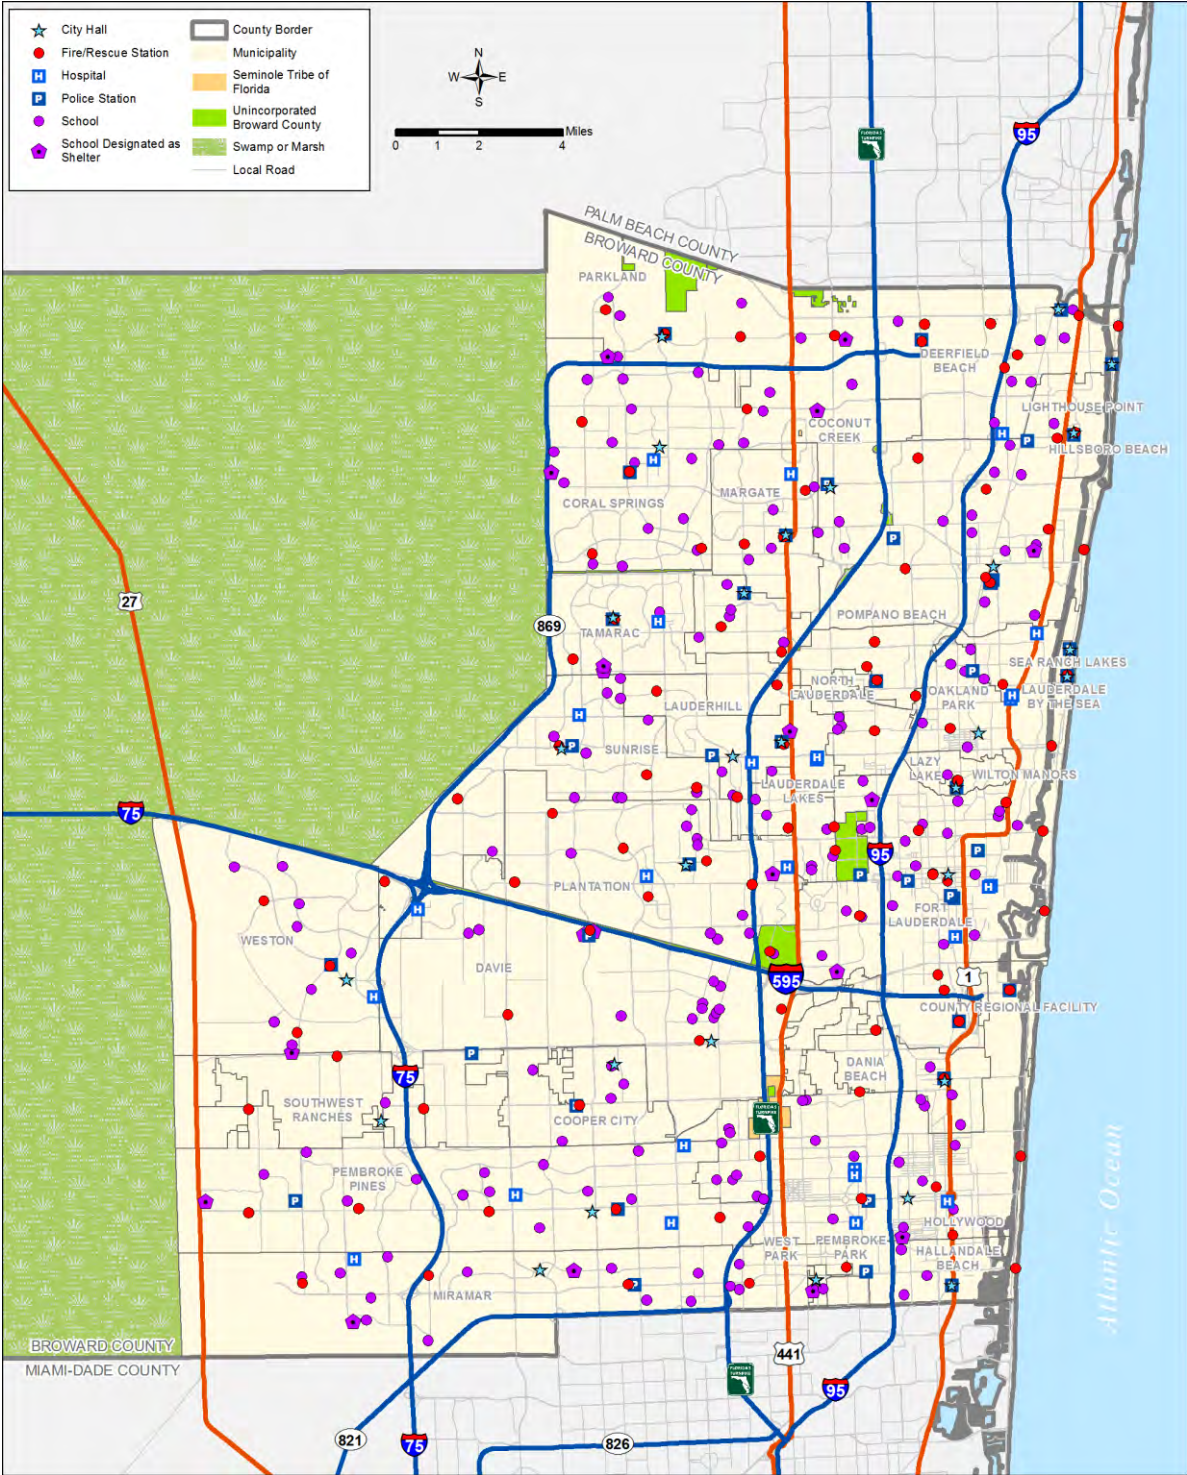 City Hall
Fire/Rescue Station
Hospital
Police Station
School
School Designated as
Shelter
County Border
Municipality
Seminole Tribe of
Florida
Unincorporated
Broward County
Swamp or Marsh
Local Road
H
P
N
W
E
S
0 1 2 4
Miles
95
PALM BEACH COUNTY
BROWARD COUNTY
PARKLAND
DEERFIELD
BEACH
LIGHTHOUSE POINT
COCONUT
CREEK
HILLSBORO BEACH
MARGATE
CORAL SPRINGS
27
869
POMPANO BEACH
TAMARAC
SEA RANCH LAKES
NORTH
LAUDERDALE
OAKLAND
PARK
LAUDERDALE
BY THE SEA
LAUDERHILL
SUNRISE
LAZY
LAKE
WILTON MANORS
LAUDERDALE
LAKES
75
95
PLANTATION
FORT
LAUDERDALE
WESTON
DAVIE
595
1
COUNTY REGIONAL FACILITY
DANIA
BEACH
75
SOUTHWEST
RANCHES
COOPER CITY
PEMBROKE
PINES
HOLLYWOOD
WEST
PARK
PEMBROKE
PARK
HALLANDALE
BEACH
MIRAMAR
Atlantic Ocean
BROWARD COUNTY
MIAMI-DADE COUNTY
441
95
821
75
826